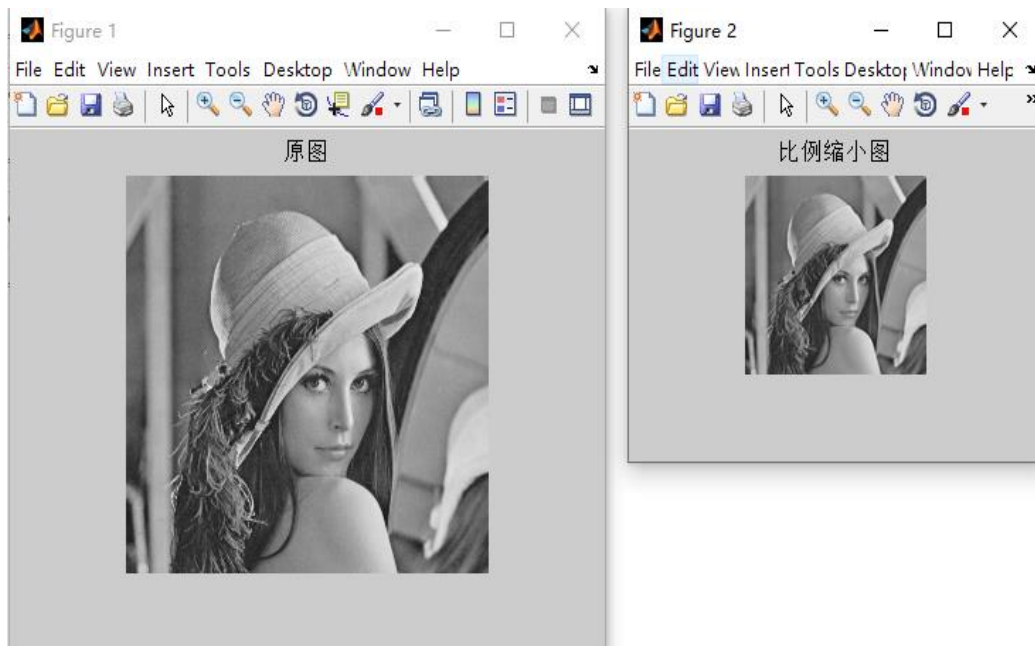 Figure 1
File Edit View Insert Tools Desktop Window Help
原图
Figure 2
File Edit View Insert Tools Desktop Window Help
比例缩小图